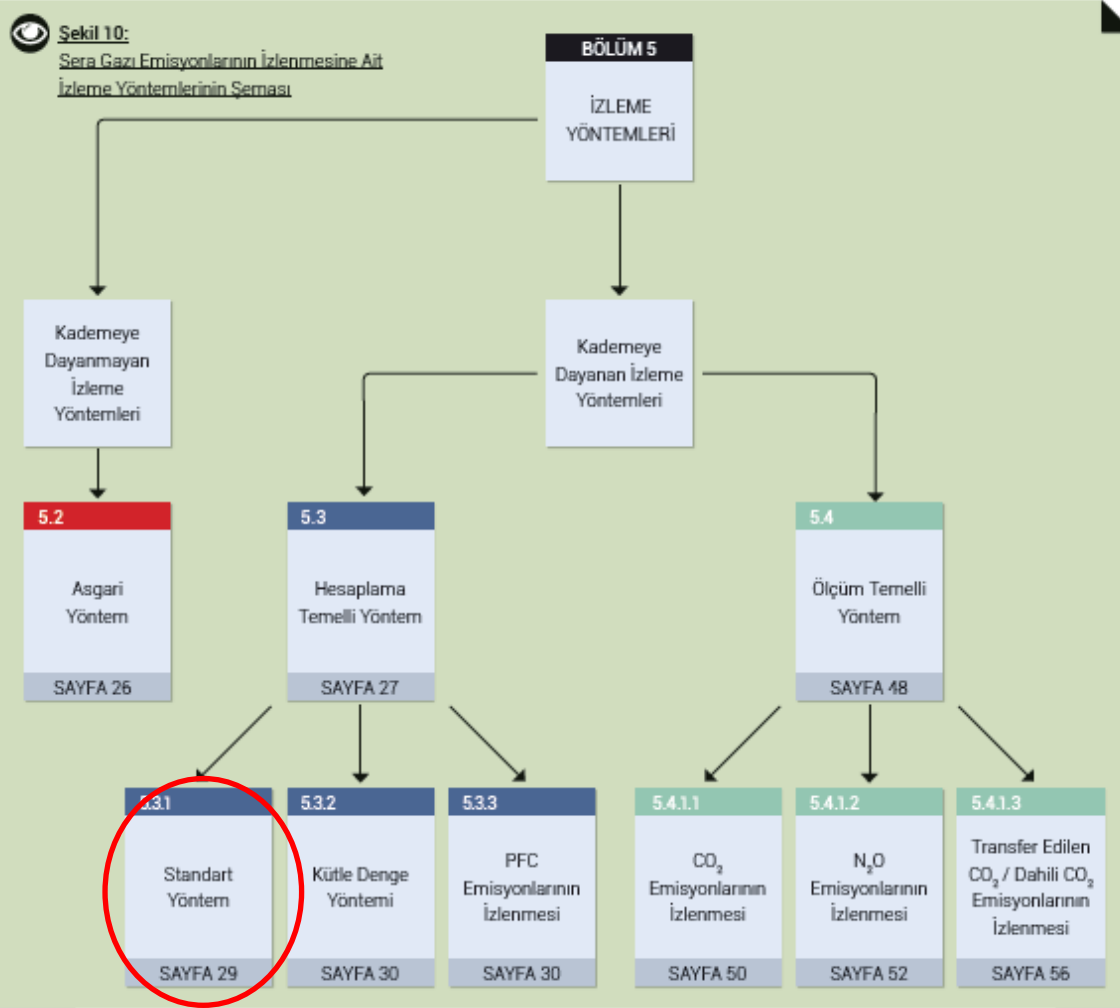 Şekil 10:
Sera Gazı Emisyonlarının İzlenmesine Ait
İzleme Yöntemlerinin Şeması
BÖLÜM 5
İZLEME
YÖNTEMLERİ
Kademeye
Dayanmayan
İzleme
Yöntemleri
Kademeye
Dayanan İzleme
Yöntemleri
5.2
Asgari
Yöntem
SAYFA 26
5.3
Hesaplama
Temelli Yöntem
SAYFA 27
5.4
Ölçüm Temelli
Yöntem
SAYFA 48
5.3.1
Standart
Yöntem
SAYFA 29
5.3.2
Kütle Denge
Yöntemi
SAYFA 30
5.3.3
PFC
Emisyonlarının
İzlenmesi
SAYFA 30
5.4.1.1
CO₂
Emisyonlarının
İzlenmesi
SAYFA 50
5.4.1.2
N₂O
Emisyonlarının
İzlenmesi
SAYFA 52
5.4.1.3
Transfer Edilen
CO₂ / Dahili CO₂
Emisyonlarının
İzlenmesi
SAYFA 56